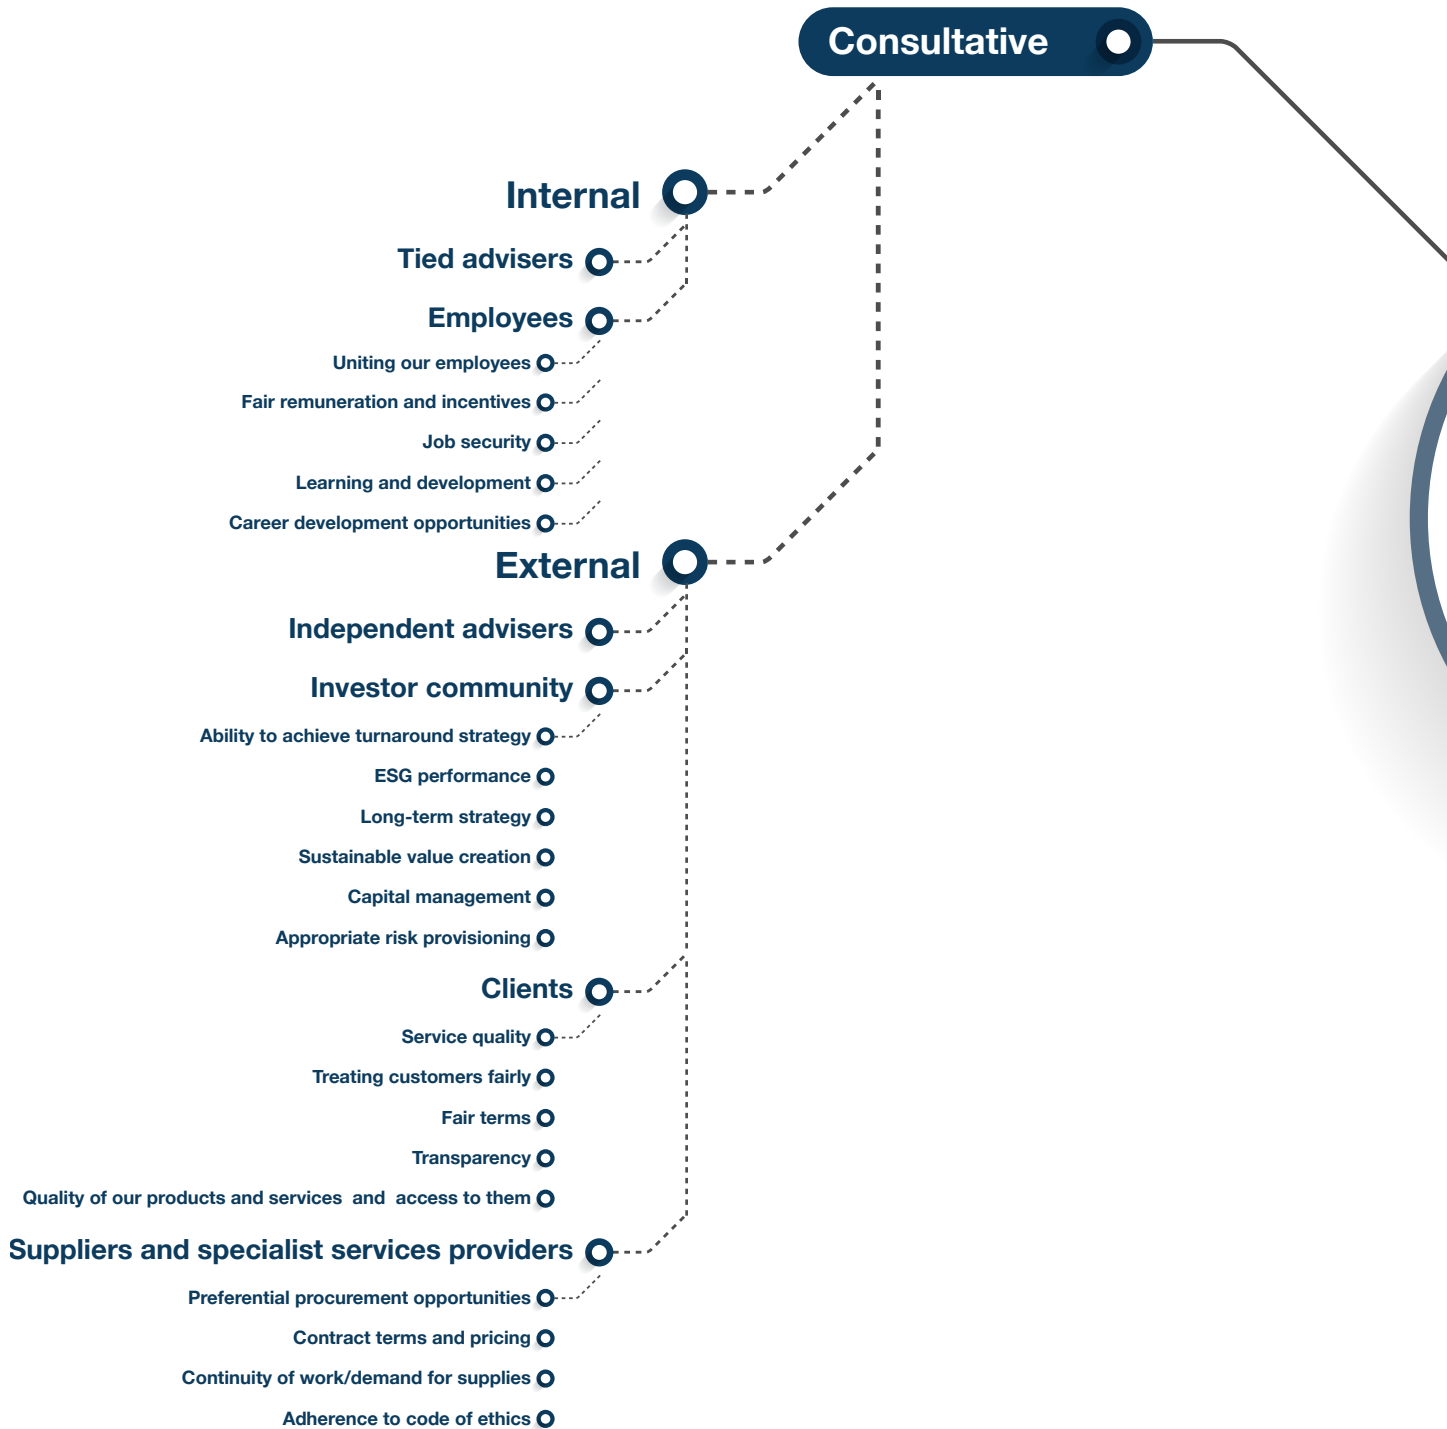 Consultative
Internal
Tied advisers
Employees
Uniting our employees
Fair remuneration and incentives
Job security
Learning and development
Career development opportunities
External
Independent advisers
Investor community
Ability to achieve turnaround strategy
ESG performance
Long-term strategy
Sustainable value creation
Capital management
Appropriate risk provisioning
Clients
Service quality
Treating customers fairly
Fair terms
Transparency
Quality of our products and services and access to them
Suppliers and specialist services providers
Preferential procurement opportunities
Contract terms and pricing
Continuity of work/demand for supplies
Adherence to code of ethics